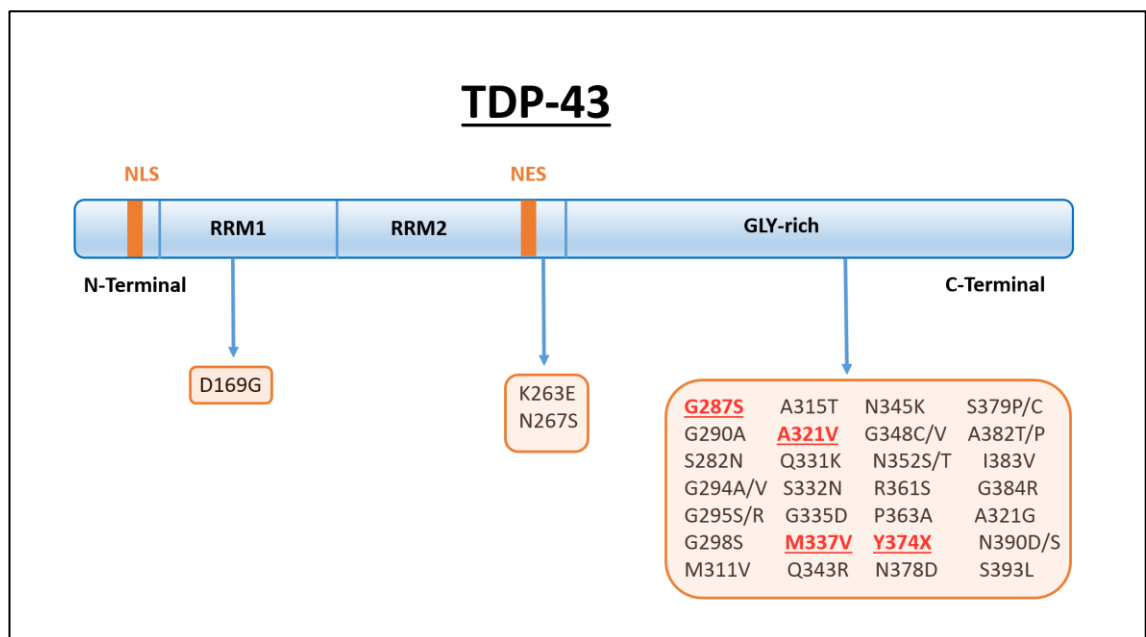 TDP-43
NLS NES
RRM1 RRM2 GLY-rich
N-Terminal C-Terminal
D169G
K263E
N267S
G287S A315T N345K S379P/C
G290A A321V G348C/V A382T/P
S282N Q331K N352S/T I383V
G294A/V S332N R361S G384R
G295S/R G335D P363A A321G
G298S M337V Y374X N390D/S
M311V Q343R N378D S393L